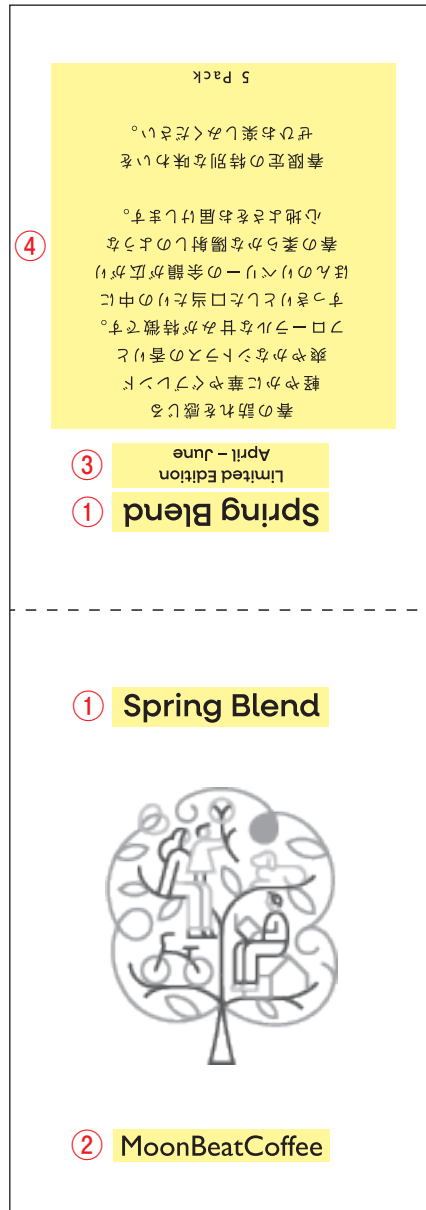 ① Spring Blend
③ Limited Edition
April – June
④ 春の訪れを感じる
軽やかに華やぐブレンド
爽やかなシトラスの香りと
フローラルな甘みが特徴です。
すっきりとした口当たりの中に
ほんのりベリーの余韻が広がり
春の柔らかな陽射しのような
心地よさをお届けします。
春限定の特別な味わいを
ぜひお楽しみください。
5 Pack
① Spring Blend
② MoonBeatCoffee